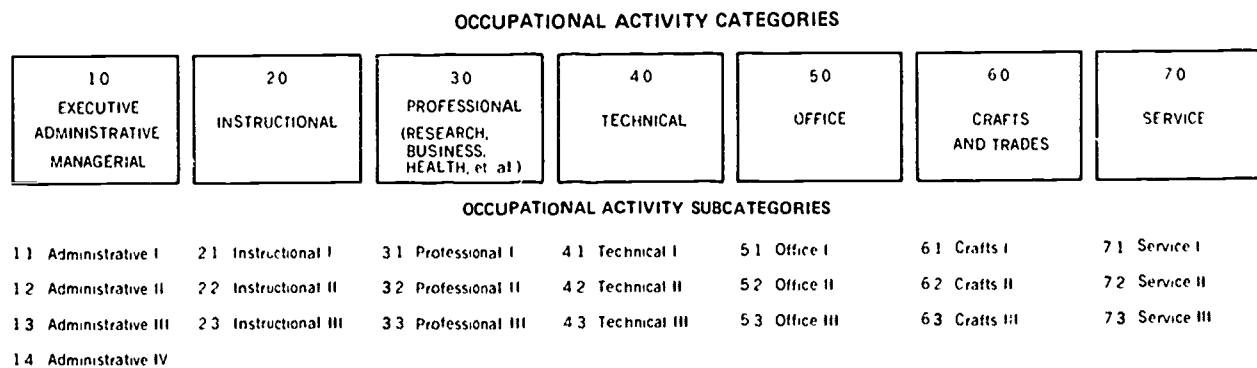 OCCUPATIONAL ACTIVITY CATEGORIES
10
EXECUTIVE
ADMINISTRATIVE
MANAGERIAL
20
INSTRUCTIONAL
30
PROFESSIONAL
(RESEARCH,
BUSINESS,
HEALTH, et al)
40
TECHNICAL
50
OFFICE
60
CRAFTS
AND TRADES
70
SERVICE
OCCUPATIONAL ACTIVITY SUBCATEGORIES
11 Administrative I 21 Instructional I 31 Professional I 41 Technical I 51 Office I 61 Crafts I 71 Service I
12 Administrative II 22 Instructional II 32 Professional II 42 Technical II 52 Office II 62 Crafts II 72 Service II
13 Administrative III 23 Instructional III 33 Professional III 43 Technical III 53 Office III 63 Crafts III 73 Service III
14 Administrative IV